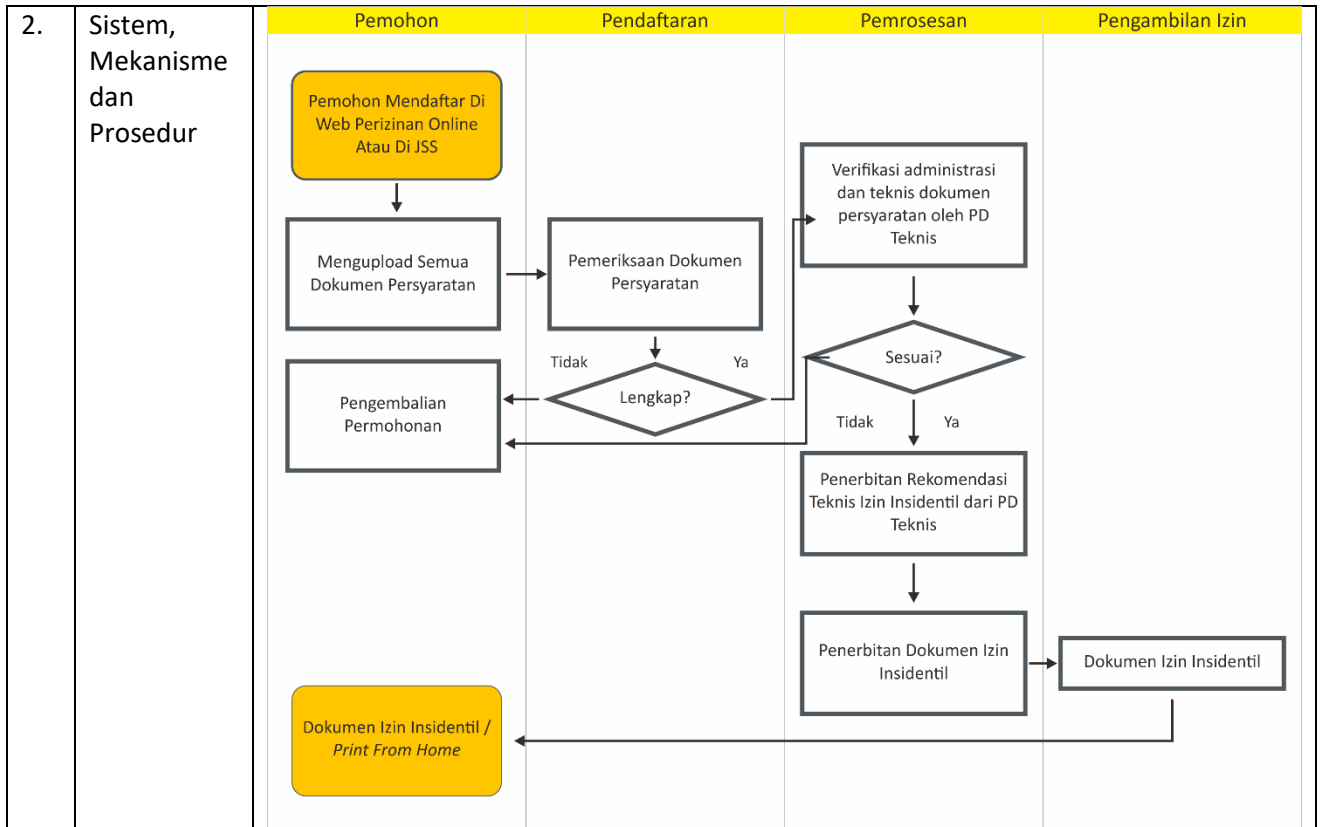 2.
Sistem,
Mekanisme
dan
Prosedur
Pemohon
Pendaftaran
Pemrosesan
Pengambilan Izin
Pemohon Mendaftar Di
Web Perizinan Online
Atau Di JSS
Mengupload Semua
Dokumen Persyaratan
Pemeriksaan Dokumen
Persyaratan
Verifikasi administrasi
dan teknis dokumen
persyaratan oleh PD
Teknis
Tidak
Ya
Lengkap?
Sesuai?
Pengembalian
Permohonan
Tidak
Ya
Penerbitan Rekomendasi
Teknis Izin Insidentil dari PD
Teknis
Penerbitan Dokumen Izin
Insidentil
Dokumen Izin Insidentil
Dokumen Izin Insidentil /
Print From Home